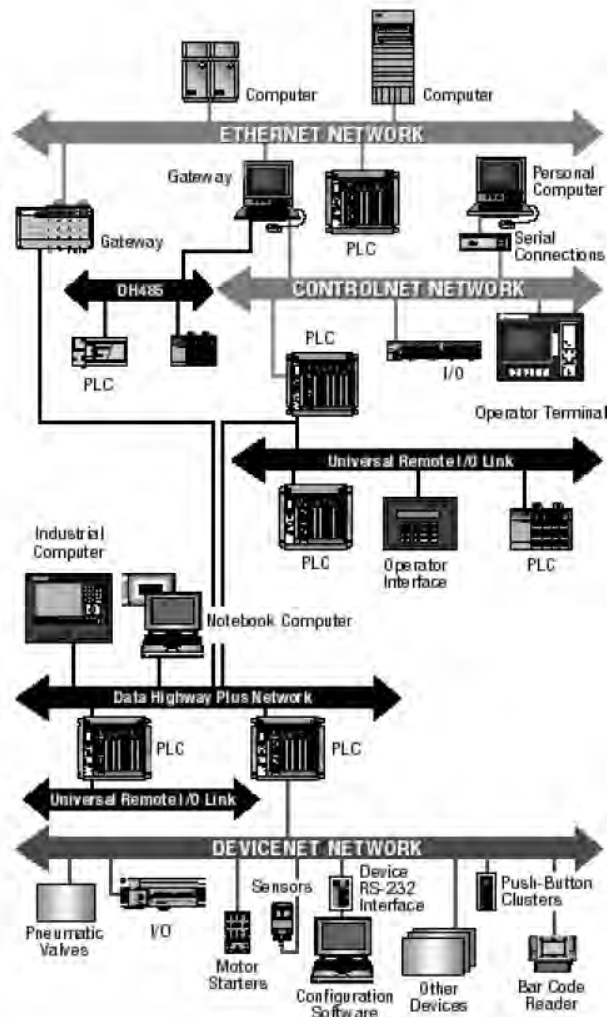 Computer
Computer
ETHERNET NETWORK
Gateway
Personal
Computer
Gateway
PLC
Serial
Connections
DH485
CONTROLNET NETWORK
PLC
PLC
I/O
Operator Terminal
Universal Remote I/O Link
Industrial
Computer
PLC
Operator
Interface
PLC
Notebook Computer
Data Highway Plus Network
PLC
PLC
Universal Remote I/O Link
DEVICENET NETWORK
Sensors
Device
RS-232
Interface
Push-Button
Clusters
Pneumatic
Valves
I/O
Motor
Starters
Configuration
Software
Other
Devices
Bar Code
Reader